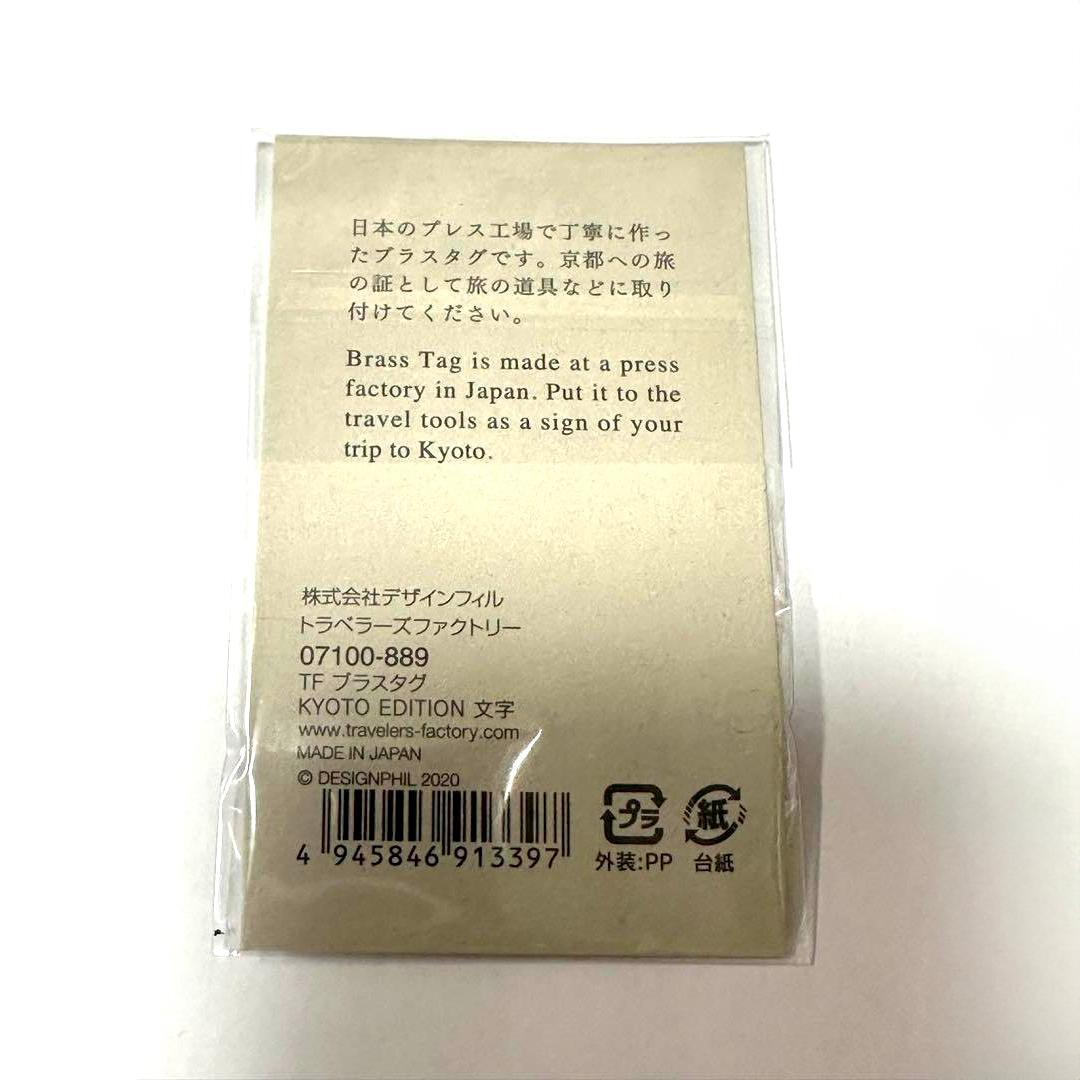 日本のプレス工場で丁寧に作っ
たブラスタグです。京都への旅
の証として旅の道具などに取り
付けてください。
Brass Tag is made at a press
factory in Japan. Put it to the
travel tools as a sign of your
trip to Kyoto.
株式会社デザインフィル
トラベラーズファクトリー
07100-889
TF ブラスタグ
KYOTO EDITION 文字
www.travelers-factory.com
MADE IN JAPAN
© DESIGNPHIL 2020
4 945846 913397
プラ 紙
外装:PP 台紙